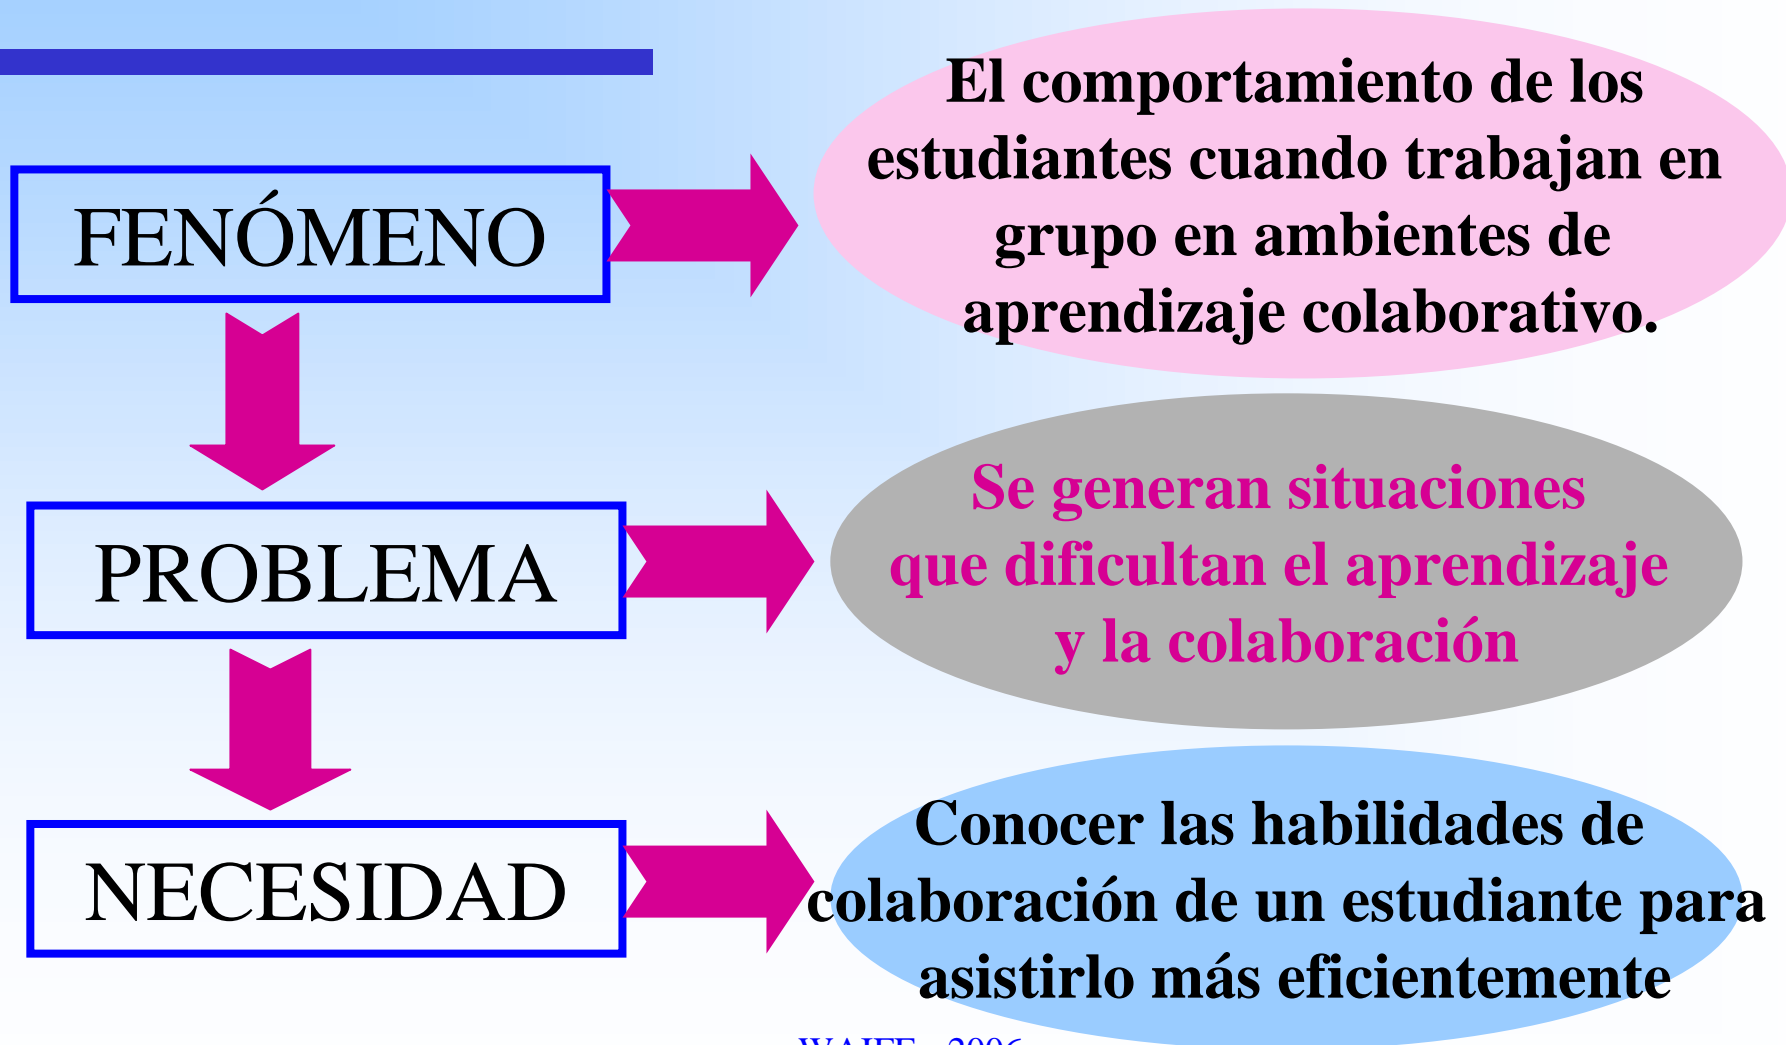 FENÓMENO
El comportamiento de los
estudiantes cuando trabajan en
grupo en ambientes de
aprendizaje colaborativo.
PROBLEMA
Se generan situaciones
que dificultan el aprendizaje
y la colaboración
NECESIDAD
Conocer las habilidades de
colaboración de un estudiante para
asistirlo más eficientemente
2006